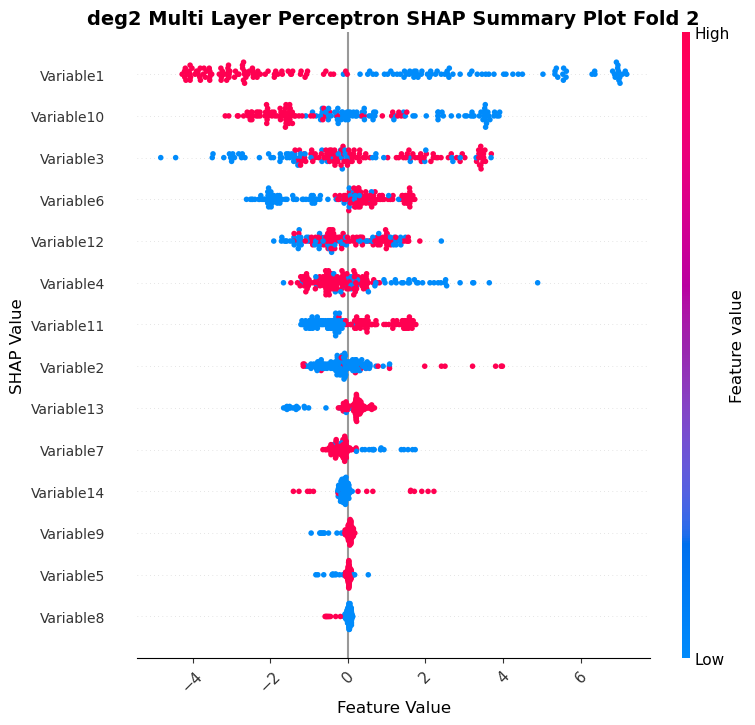 deg2 Multi Layer Perceptron SHAP Summary Plot Fold 2
High
Variable1
Variable10
Variable3
Variable6
Variable12
Variable4
Variable11
Variable2
Variable13
Variable7
Variable14
Variable9
Variable5
Variable8
SHAP Value
Feature value
Low
−4 −2 0 2 4 6
Feature Value